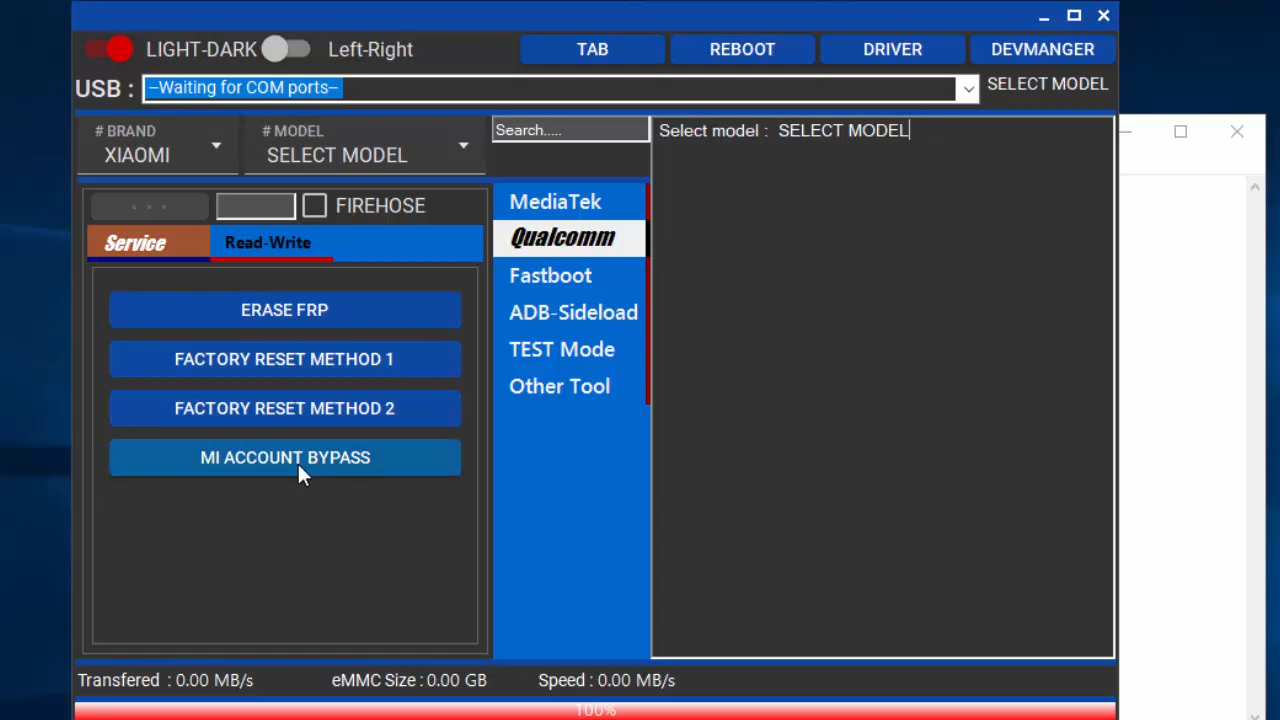 LIGHT-DARK Left-Right TAB REBOOT DRIVER DEVMANGER
USB : --Waiting for COM ports-- SELECT MODEL
# BRAND
XIAOMI
# MODEL
SELECT MODEL
Search.....
Select model :  SELECT MODEL
. . . FIREHOSE
Service Read-Write
ERASE FRP
FACTORY RESET METHOD 1
FACTORY RESET METHOD 2
MI ACCOUNT BYPASS
MediaTek
Qualcomm
Fastboot
ADB-Sideload
TEST Mode
Other Tool
Transfered : 0.00 MB/s eMMC Size : 0.00 GB Speed : 0.00 MB/s
100%